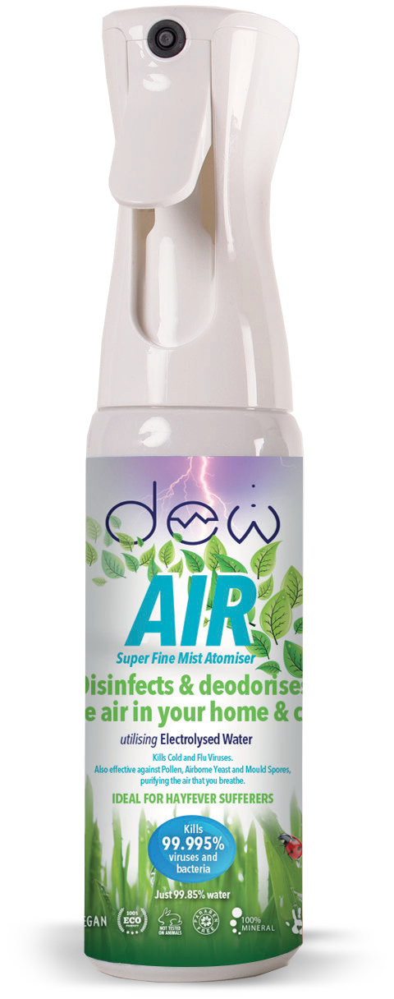 dew
AIR
Super Fine Mist Atomiser
Disinfects & deodorises
e air in your home & c
utilising Electrolysed Water
Kills Cold and Flu Viruses.
Also effective against Pollen, Airborne Yeast and Mould Spores,
purifying the air that you breathe.
IDEAL FOR HAYFEVER SUFFERERS
Kills
99.995%
viruses and
bacteria
Just 99.85% water
EGAN
100%
ECO
PRODUCT
NOT TESTED
ON ANIMALS
PARABEN
FREE
100%
MINERAL